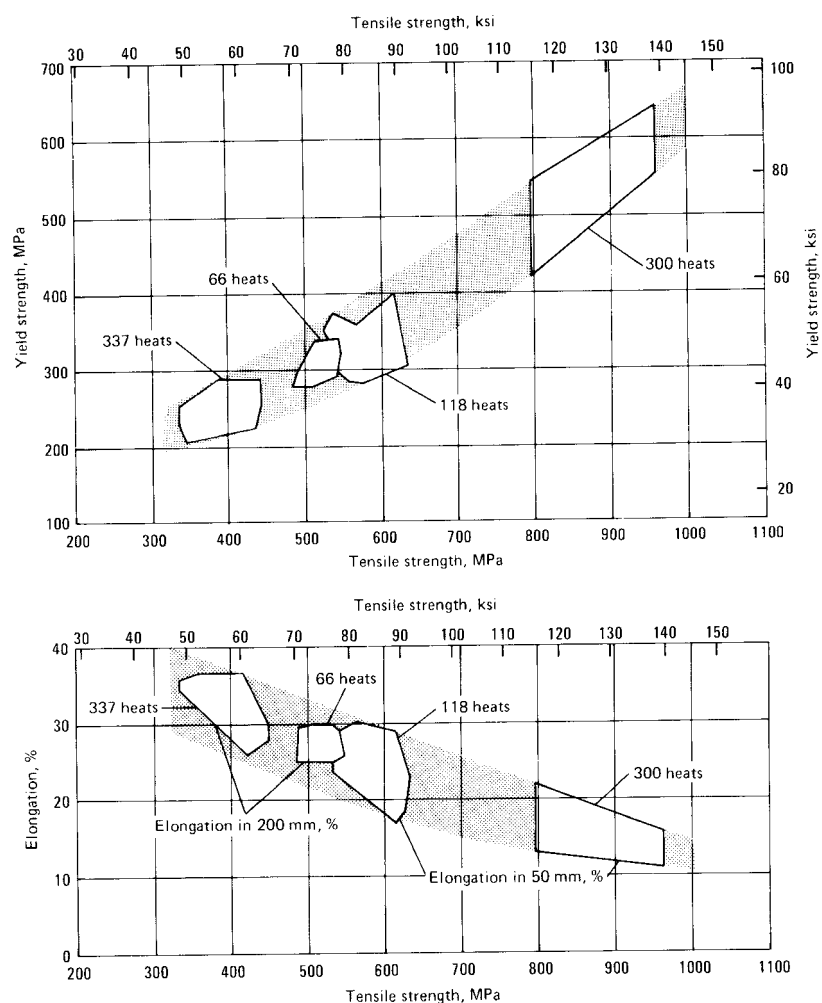 Tensile strength, ksi
30 40 50 60 70 80 90 100 110 120 130 140 150
700
600
500
400
300
200
100
Yield strength, MPa
100
80
60
40
20
Yield strength, ksi
66 heats
337 heats
118 heats
300 heats
200 300 400 500 600 700 800 900 1000 1100
Tensile strength, MPa
Tensile strength, ksi
30 40 50 60 70 80 90 100 110 120 130 140 150
40
30
20
10
0
Elongation, %
66 heats
337 heats
118 heats
300 heats
Elongation in 200 mm, %
Elongation in 50 mm, %
200 300 400 500 600 700 800 900 1000 1100
Tensile strength, MPa